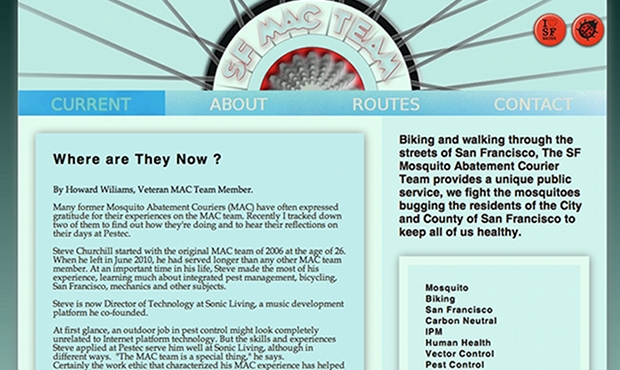 SF MAC TEAM
I SF
CURRENT ABOUT ROUTES CONTACT
Where are They Now ?
By Howard Wiliams, Veteran MAC Team Member.
Many former Mosquito Abatement Couriers (MAC) have often expressed
gratitude for their experiences on the MAC team. Recently I tracked down
two of them to find out how they're doing and to hear their reflections on
their days at Pestec.
Steve Churchill started with the original MAC team of 2006 at the age of 26.
When he left in June 2010, he had served longer than any other MAC team
member. At an important time in his life, Steve made the most of his
experience, learning much about integrated pest management, bicycling,
San Francisco, mechanics and other subjects.
Steve is now Director of Technology at Sonic Living, a music development
platform he co-founded.
At first glance, an outdoor job in pest control might look completely
unrelated to Internet platform technology. But the skills and experiences
Steve applied at Pestec serve him well at Sonic Living, although in
different ways. "The MAC team is a special thing," he says.
Certainly the work ethic that characterized his MAC experience has helped
Biking and walking through the
streets of San Francisco, The SF
Mosquito Abatement Courier
Team provides a unique public
service, we fight the mosquitoes
bugging the residents of the City
and County of San Francisco to
keep all of us healthy.
Mosquito
Biking
San Francisco
Carbon Neutral
IPM
Human Health
Vector Control
Pest Control